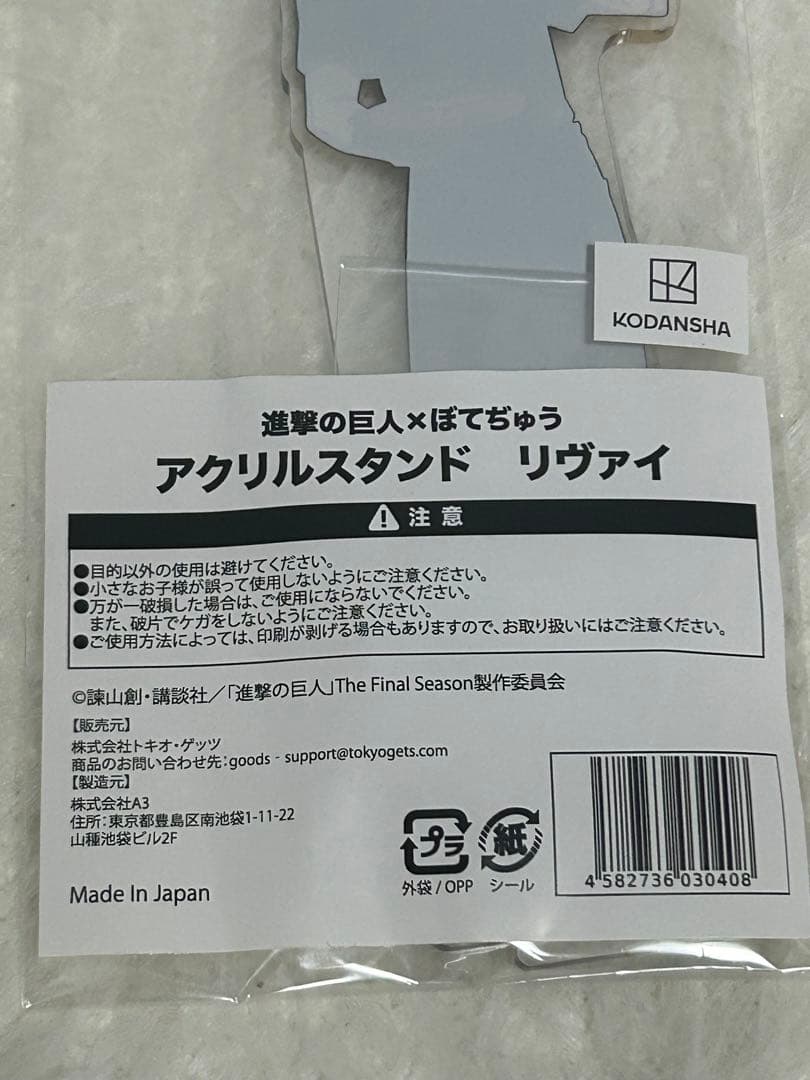 KODANSHA
進撃の巨人×ぼてぢゅう
アクリルスタンド リヴァイ
注意
●目的以外の使用は避けてください。
●小さなお子様が誤って使用しないようにご注意ください。
●万が一破損した場合は、ご使用にならないでください。
また、破片でケガをしないようにご注意ください。
●ご使用方法によっては、印刷が剥げる場合もありますので、お取り扱いにはご注意ください。
©諫山創・講談社／「進撃の巨人」The Final Season製作委員会
【販売元】
株式会社トキオ・ゲッツ
商品のお問い合わせ先：goods‐support@tokyogets.com
【製造元】
株式会社A3
住所：東京都豊島区南池袋1-11-22
山種池袋ビル2F
Made In Japan
プラ
外袋 / OPP
紙
シール
4 582736 030408